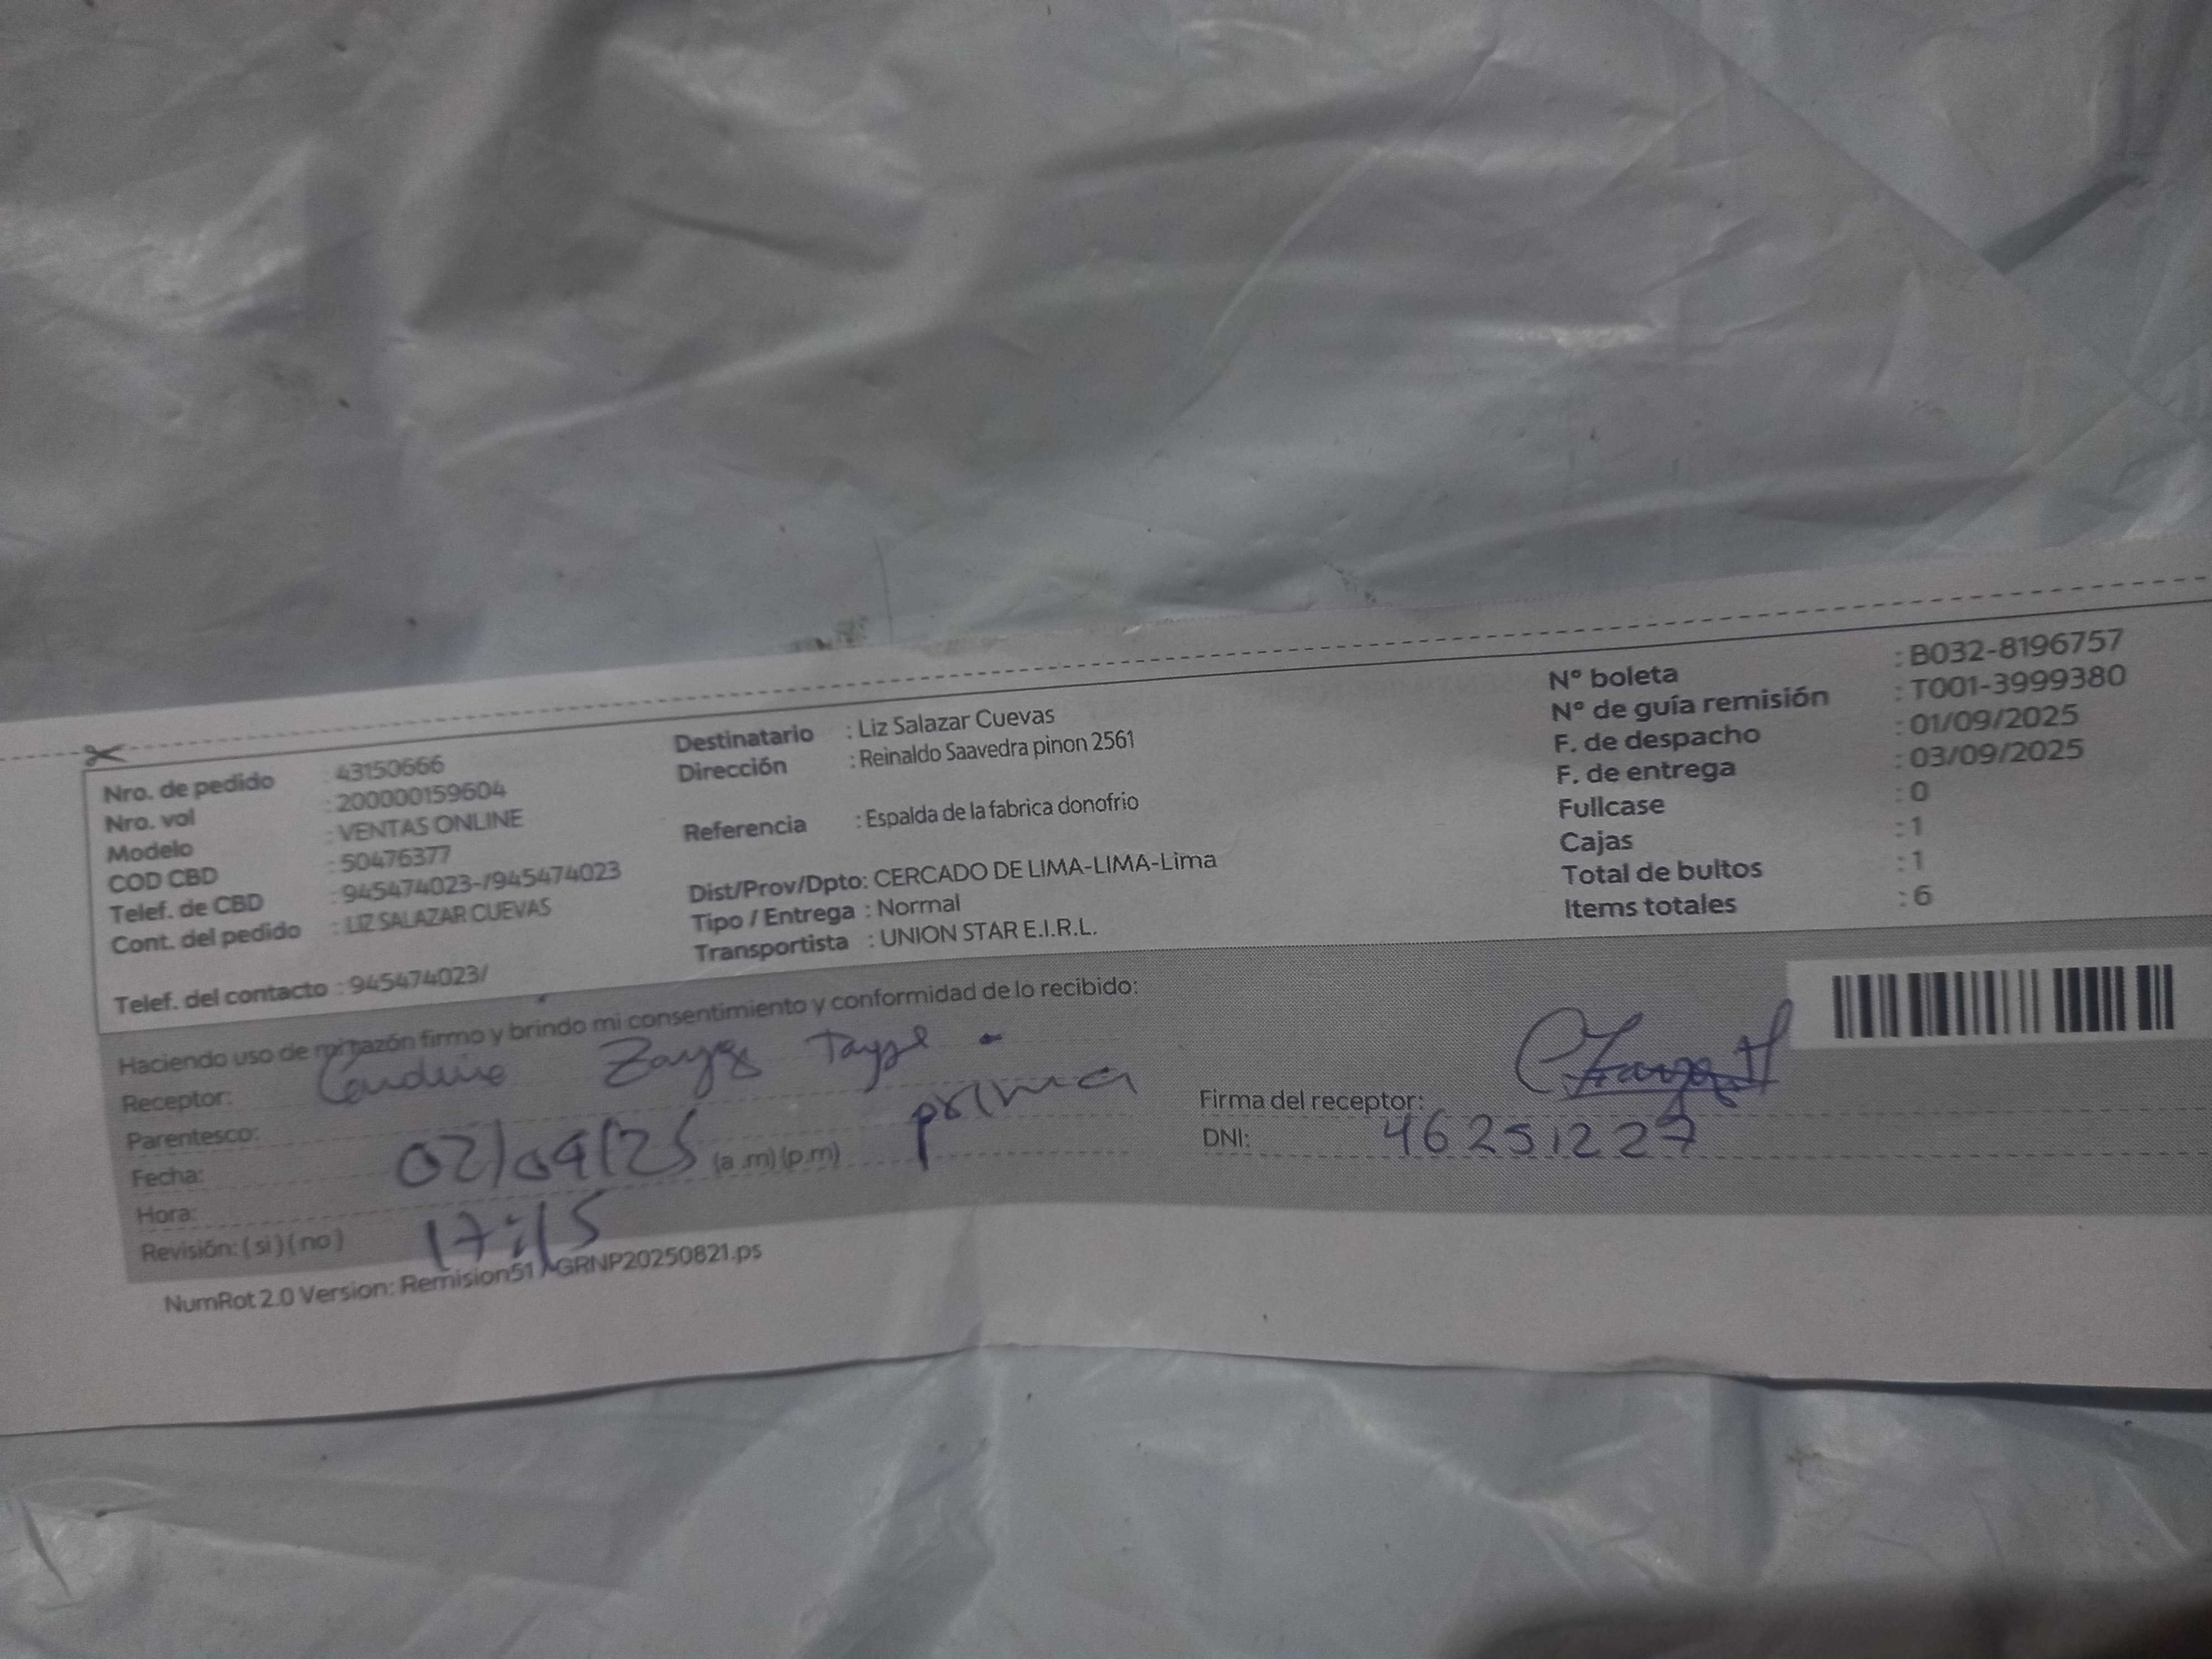 Nro. de pedido : 43150666
Nro. vol : 200000159604
Modelo : VENTAS ONLINE
COD CBD : 50476377
Telef. de CBD : 945474023-/945474023
Cont. del pedido : LIZ SALAZAR CUEVAS
Telef. del contacto : 945474023/
Destinatario : Liz Salazar Cuevas
Dirección : Reinaldo Saavedra pinon 2561
Referencia : Espalda de la fabrica donofrio
Dist/Prov/Dpto: CERCADO DE LIMA-LIMA-Lima
Tipo / Entrega : Normal
Transportista : UNION STAR E.I.R.L.
N° boleta : B032-8196757
N° de guía remisión : T001-3999380
F. de despacho : 01/09/2025
F. de entrega : 03/09/2025
Fullcase : 0
Cajas : 1
Total de bultos : 1
Items totales : 6
Haciendo uso de mi razón firmo y brindo mi consentimiento y conformidad de lo recibido:
Receptor:
Parentesco: prima
Fecha: 02/09/25 (a .m) (p.m)
Hora: 17:15
Revisión: ( si ) ( no )
Firma del receptor:
DNI: 46251227
NumRot 2.0 Version: Remision51 / GRNP20250821.ps